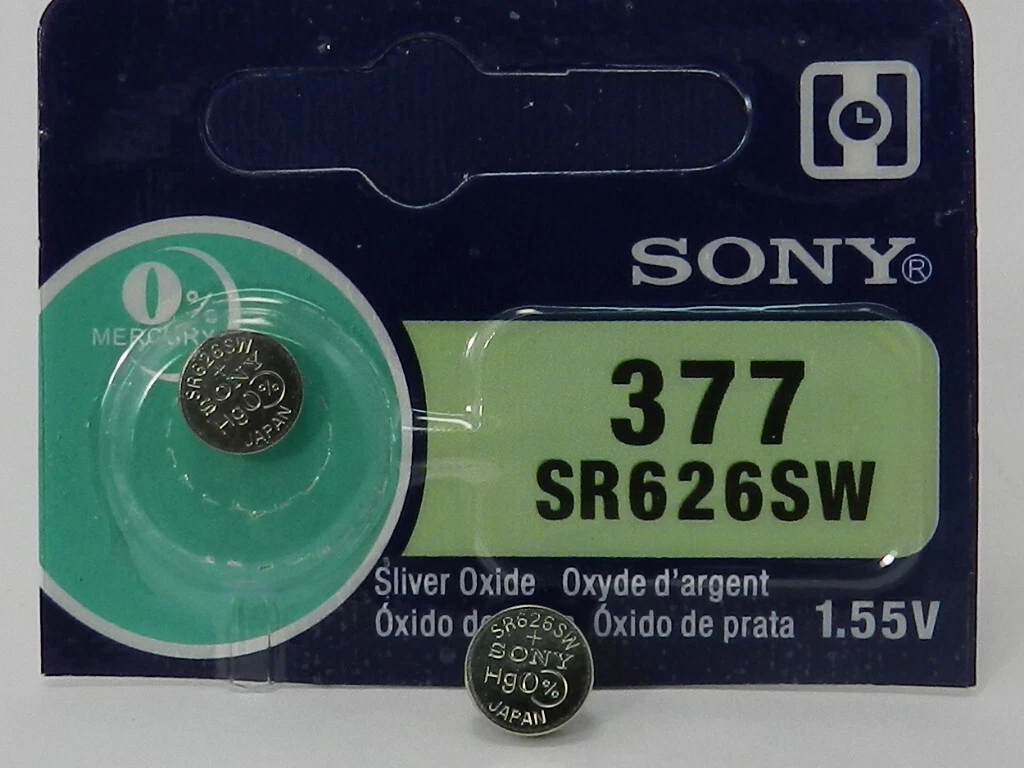 SONY®
0%
MERCURY
377
SR626SW
SR626SW
+
SONY
Hg0%
JAPAN
Sliver Oxide Oxyde d'argent
Óxido de Óxido de prata 1.55V
SR626SW
+
SONY
Hg0%
JAPAN